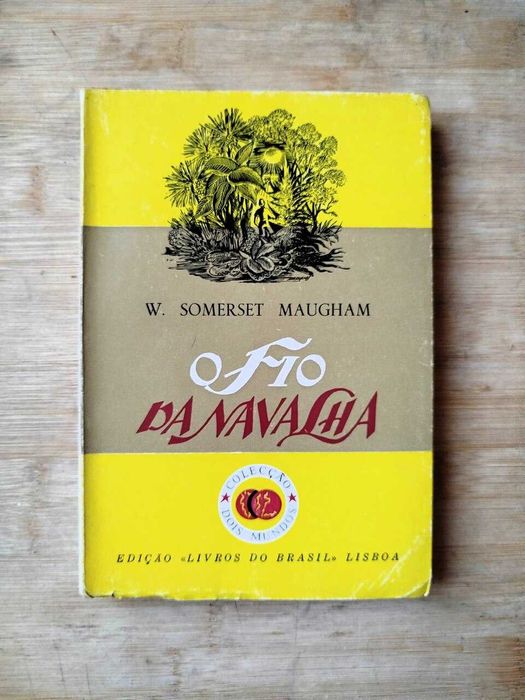 W. SOMERSET MAUGHAM
O FIO
DA NAVALHA
COLECÇÃO
DOIS MUNDOS
EDIÇÃO «LIVROS DO BRASIL» LISBOA